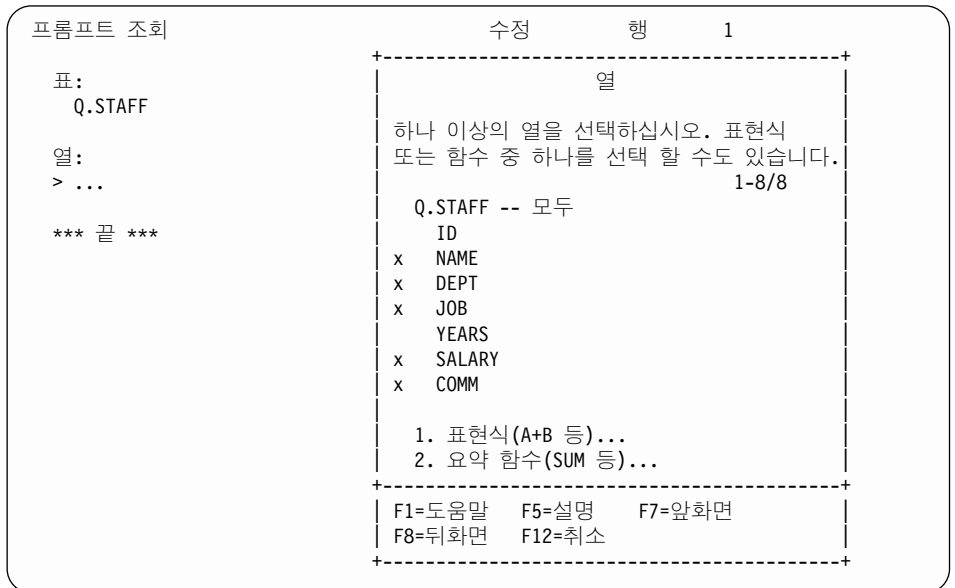 프롬프트 조회 수정 행 1
+-------------------------------------------+
표: | 열 |
Q.STAFF
| 하나 이상의 열을 선택하십시오. 표현식
열: | 또는 함수 중 하나를 선택 할 수도 있습니다.|
> ... | 1-8/8 |
| Q.STAFF -- 모두 |
*** 끝 *** | ID |
| x NAME |
| x DEPT |
| x JOB |
| YEARS |
| x SALARY |
| x COMM |
| 1. 표현식(A+B 등)... |
| 2. 요약 함수(SUM 등)... |
+-------------------------------------------+
| F1=도움말 F5=설명 F7=앞화면 |
| F8=뒤화면 F12=취소 |
+-------------------------------------------+